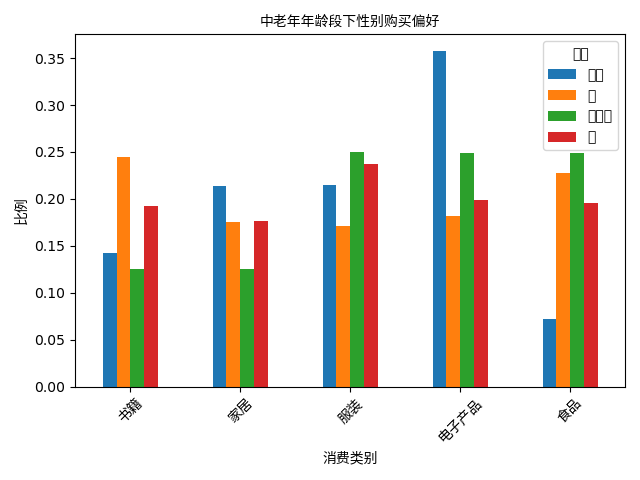 中老年年龄段下性别购买偏好
比例
0.35
0.30
0.25
0.20
0.15
0.10
0.05
0.00
书籍
家居
服装
电子产品
食品
消费类别